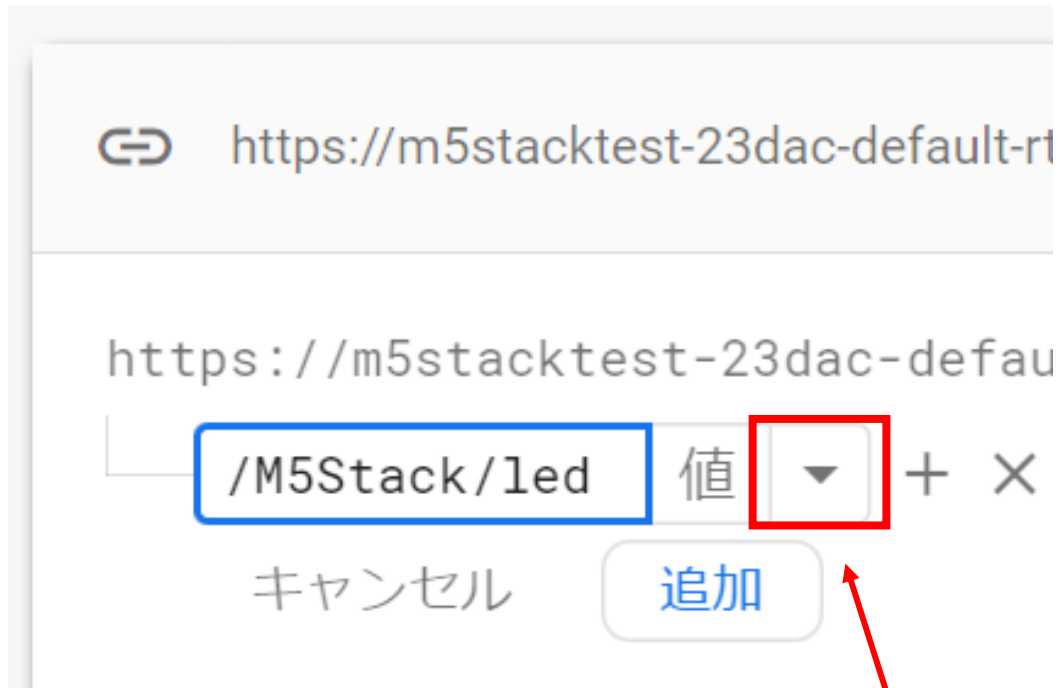 https://m5stacktest-23dac-default-rt
https://m5stacktest-23dac-defau
/M5Stack/led 値
キャンセル 追加